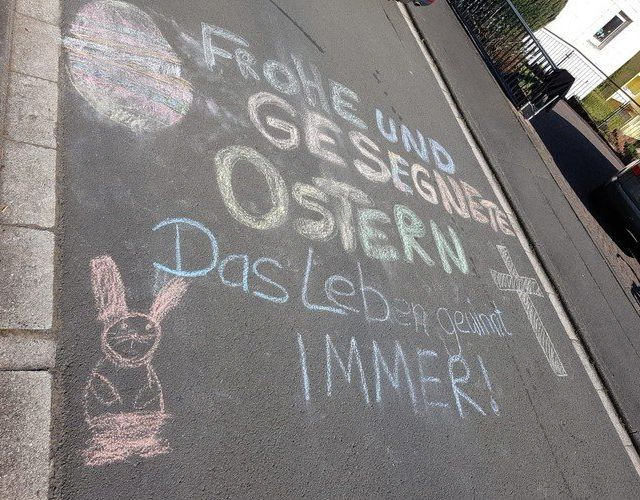 FROHE UND
GESEGNETE
OSTERN
Das Leben gewinnt
IMMER!